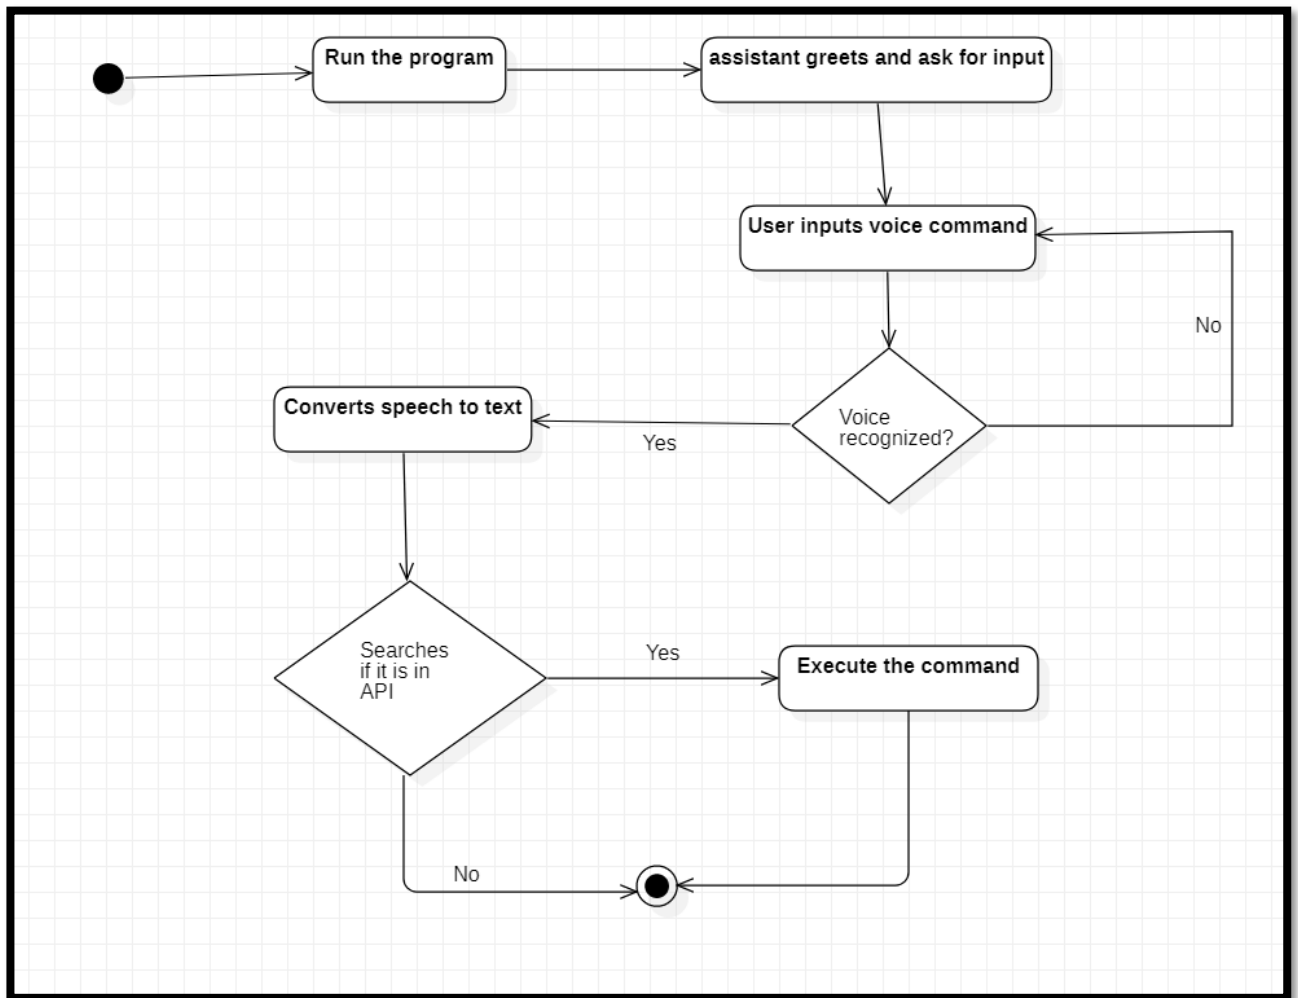 Run the program
assistant greets and ask for input
User inputs voice command
No
Voice
recognized?
Converts speech to text
Yes
Searches
if it is in
API
Yes
Execute the command
No